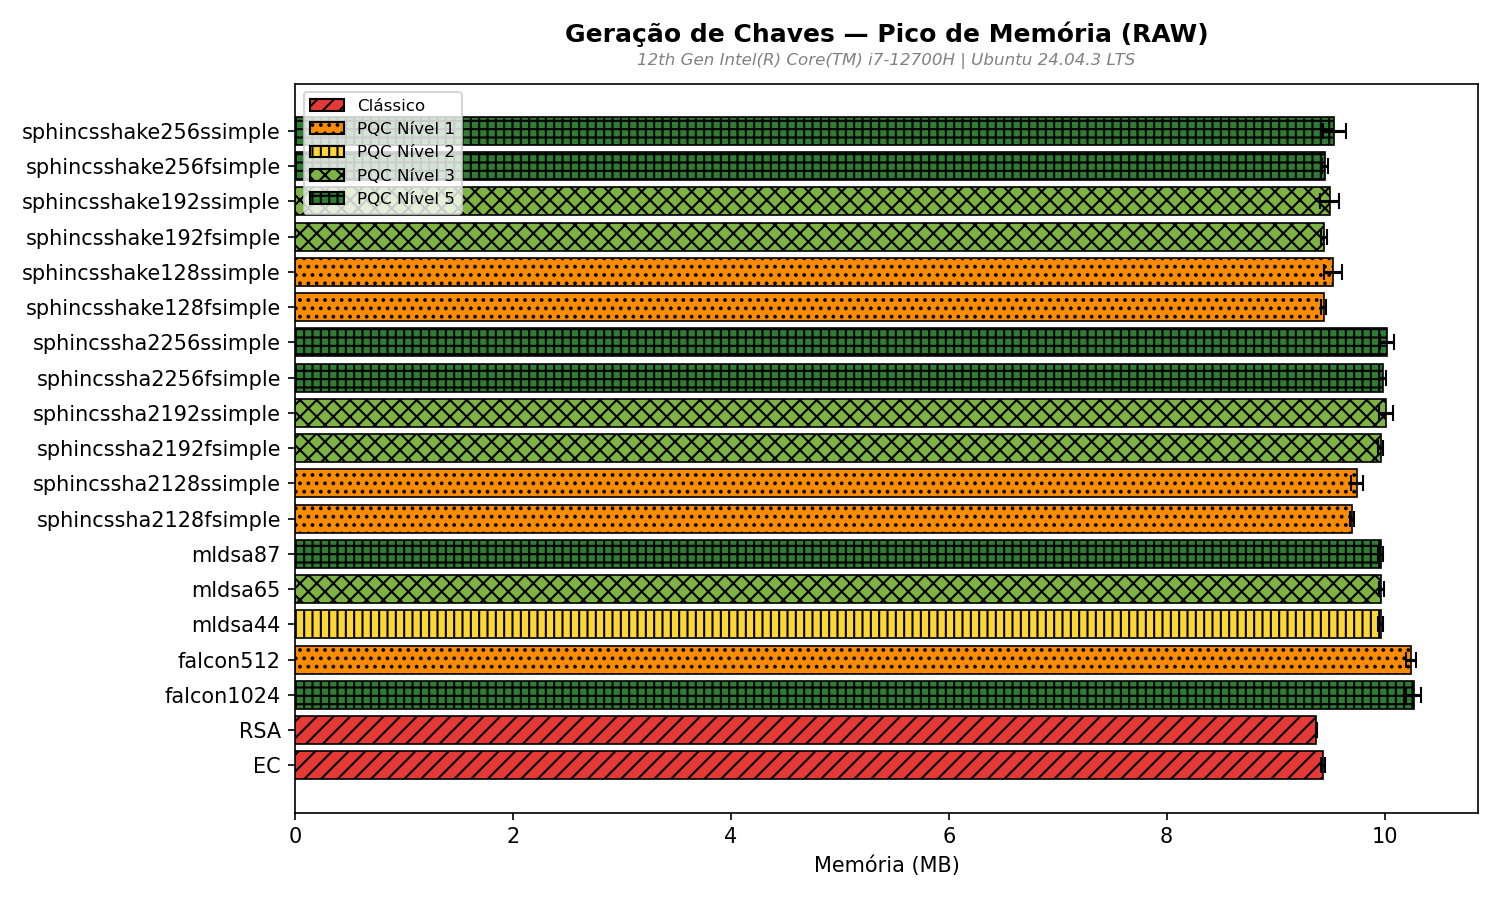 Geração de Chaves — Pico de Memória (RAW)
12th Gen Intel(R) Core(TM) i7-12700H | Ubuntu 24.04.3 LTS
Clássico
PQC Nível 1
PQC Nível 2
PQC Nível 3
PQC Nível 5
sphincsshake256ssimple
sphincsshake256fsimple
sphincsshake192ssimple
sphincsshake192fsimple
sphincsshake128ssimple
sphincsshake128fsimple
sphincssha2256ssimple
sphincssha2256fsimple
sphincssha2192ssimple
sphincssha2192fsimple
sphincssha2128ssimple
sphincssha2128fsimple
mldsa87
mldsa65
mldsa44
falcon512
falcon1024
RSA
EC
0 2 4 6 8 10
Memória (MB)